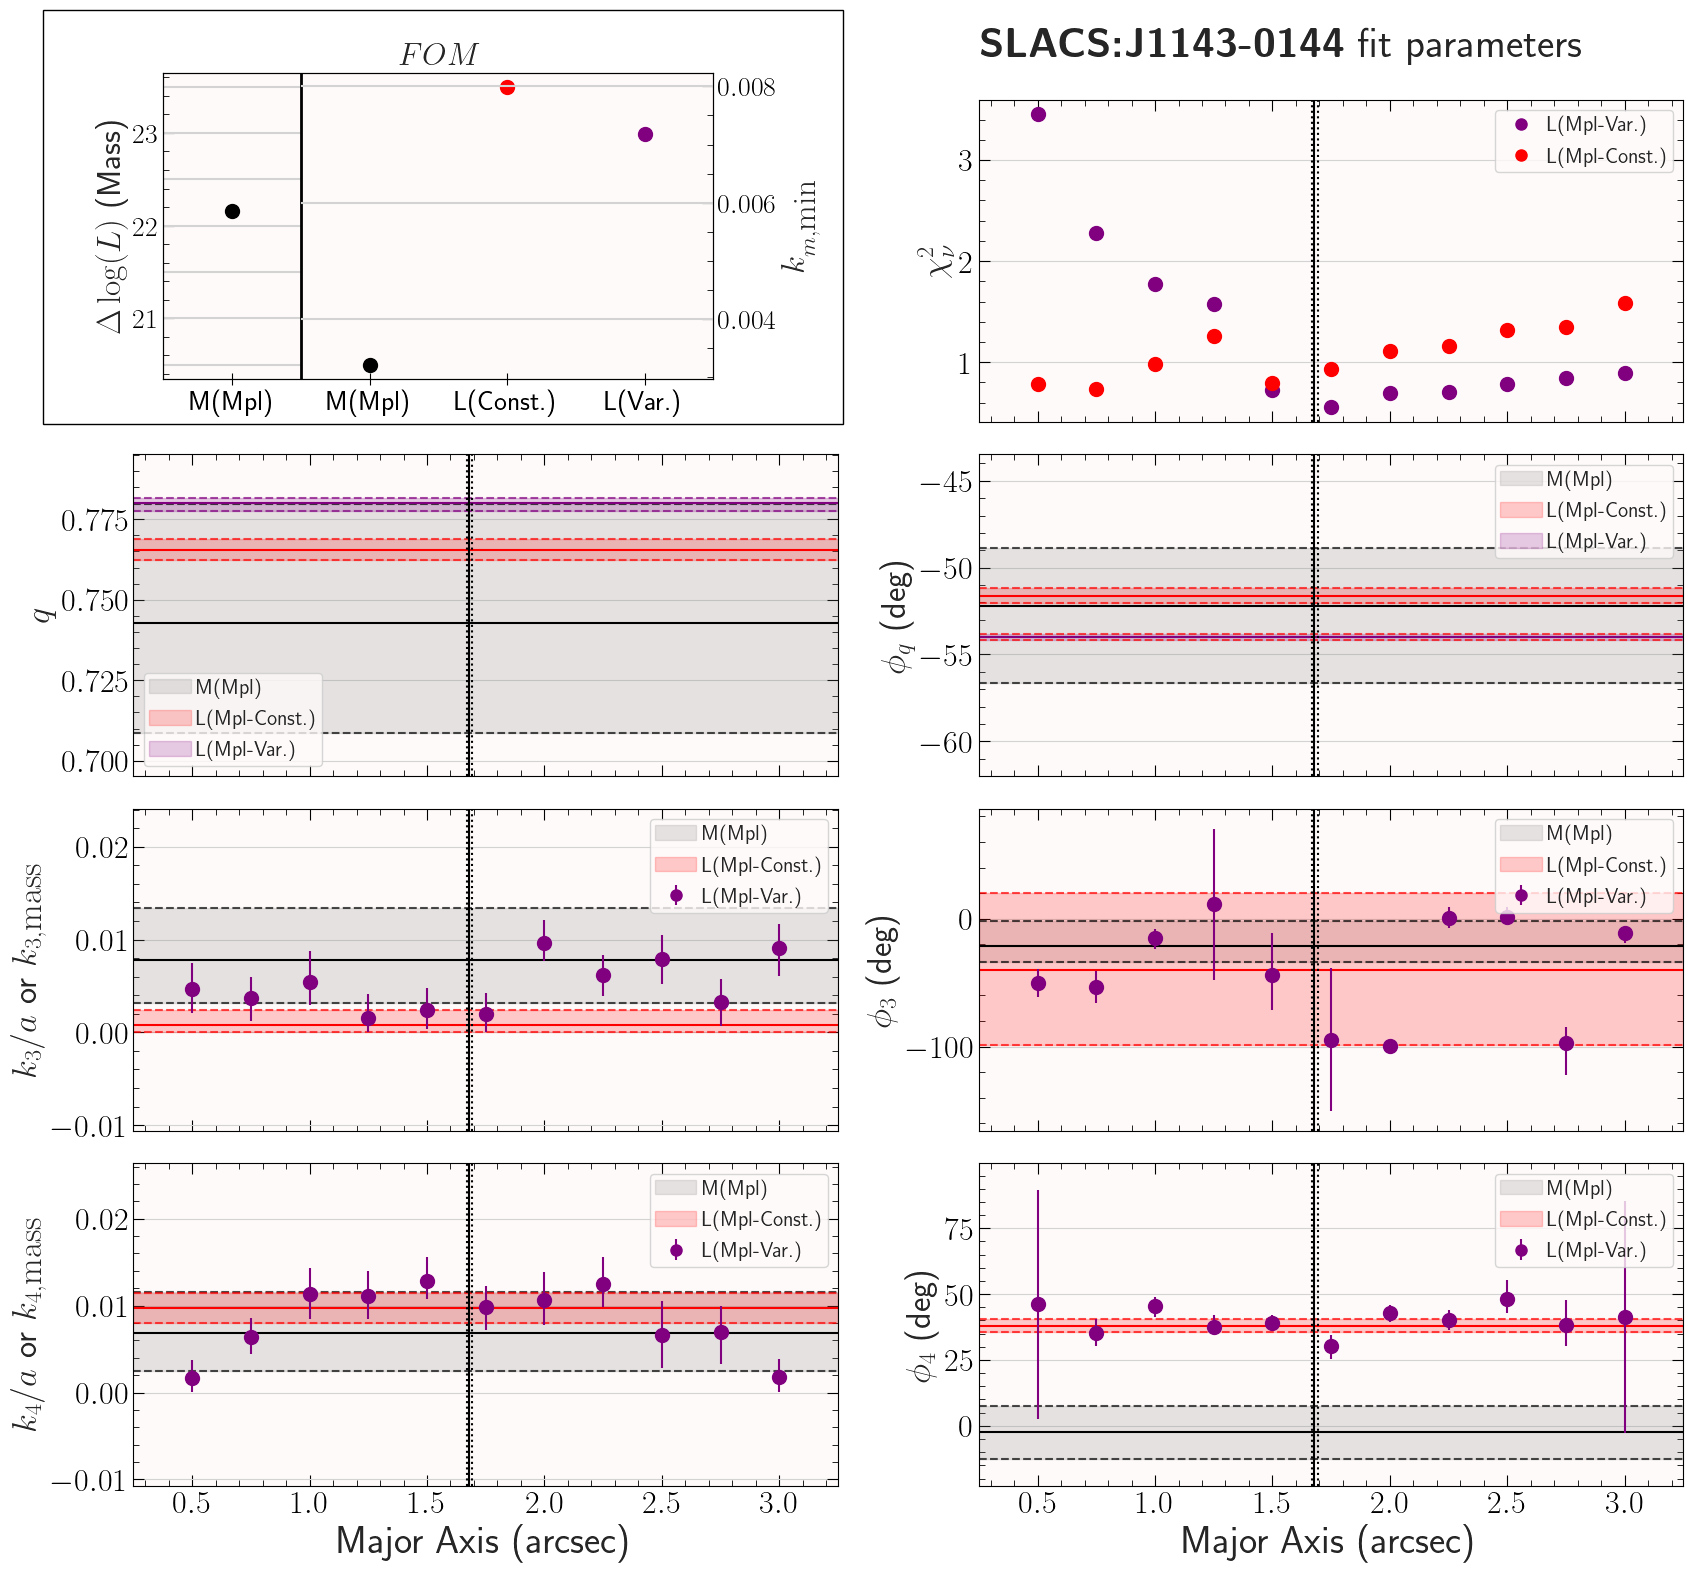 SLACS:J1143-0144 fit parameters
FOM
Δ log(L) (Mass)
23
22
21
0.008
0.006
0.004
k_{m,min}
M(Mpl) M(Mpl) L(Const.) L(Var.)
χ²_ν
3
2
1
L(Mpl-Var.)
L(Mpl-Const.)
q
0.775
0.750
0.725
0.700
M(Mpl)
L(Mpl-Const.)
L(Mpl-Var.)
ϕ_q (deg)
−45
−50
−55
−60
M(Mpl)
L(Mpl-Const.)
L(Mpl-Var.)
k₃/a or k_{3,mass}
0.02
0.01
0.00
−0.01
M(Mpl)
L(Mpl-Const.)
L(Mpl-Var.)
ϕ₃ (deg)
0
−100
M(Mpl)
L(Mpl-Const.)
L(Mpl-Var.)
k₄/a or k_{4,mass}
0.02
0.01
0.00
−0.01
M(Mpl)
L(Mpl-Const.)
L(Mpl-Var.)
0.5 1.0 1.5 2.0 2.5 3.0
Major Axis (arcsec)
ϕ₄ (deg)
75
50
25
0
M(Mpl)
L(Mpl-Const.)
L(Mpl-Var.)
0.5 1.0 1.5 2.0 2.5 3.0
Major Axis (arcsec)